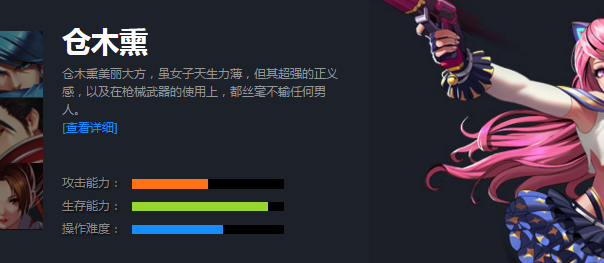 仓木熏
仓木熏美丽大方，虽女子天生力薄，但其超强的正义
感，以及在枪械武器的使用上，都丝毫不输任何男
人。
[查看详细]
攻击能力：
生存能力：
操作难度：